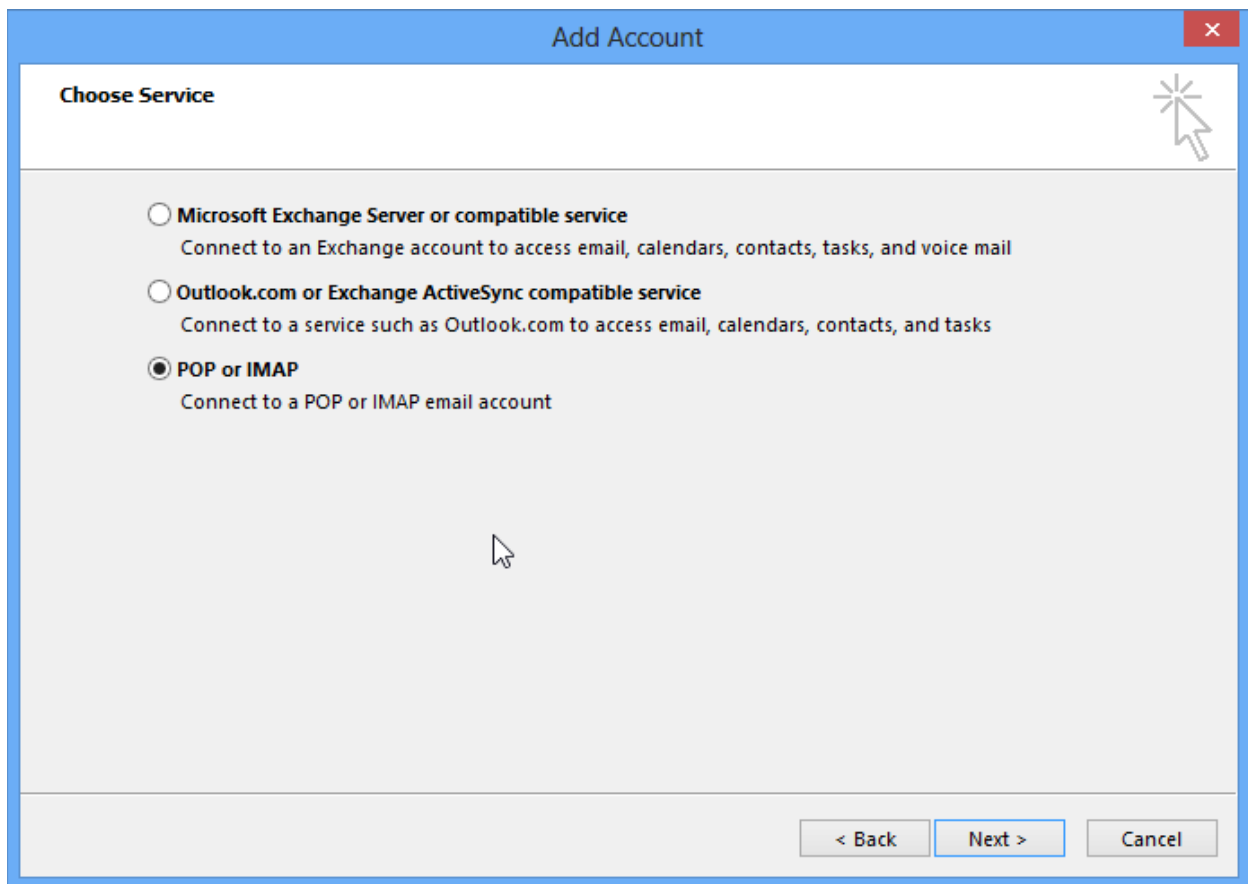 Add Account
Choose Service
Microsoft Exchange Server or compatible service
Connect to an Exchange account to access email, calendars, contacts, tasks, and voice mail
Outlook.com or Exchange ActiveSync compatible service
Connect to a service such as Outlook.com to access email, calendars, contacts, and tasks
POP or IMAP
Connect to a POP or IMAP email account
< Back Next > Cancel